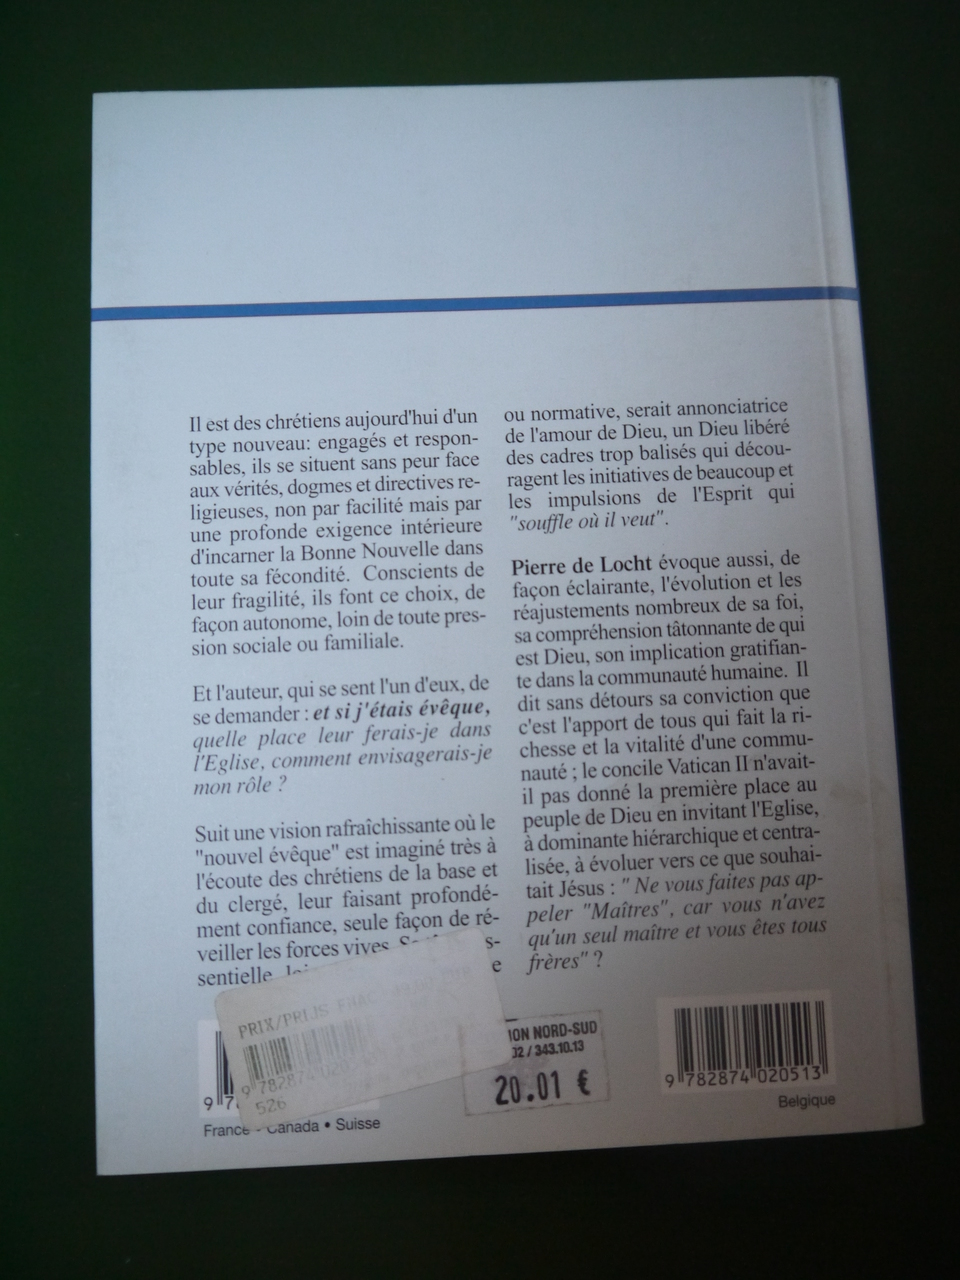 Il est des chrétiens aujourd'hui d'un
type nouveau: engagés et respon-
sables, ils se situent sans peur face
aux vérités, dogmes et directives re-
ligieuses, non par facilité mais par
une profonde exigence intérieure
d'incarner la Bonne Nouvelle dans
toute sa fécondité. Conscients de
leur fragilité, ils font ce choix, de
façon autonome, loin de toute pres-
sion sociale ou familiale.
Et l'auteur, qui se sent l'un d'eux, de
se demander : et si j'étais évêque,
quelle place leur ferais-je dans
l'Eglise, comment envisagerais-je
mon rôle ?
Suit une vision rafraîchissante où le
"nouvel évêque" est imaginé très à
l'écoute des chrétiens de la base et
du clergé, leur faisant profondé-
ment confiance, seule façon de ré-
veiller les forces vives. s-
sentielle, e
ou normative, serait annonciatrice
de l'amour de Dieu, un Dieu libéré
des cadres trop balisés qui décou-
ragent les initiatives de beaucoup et
les impulsions de l'Esprit qui
"souffle où il veut".
Pierre de Locht évoque aussi, de
façon éclairante, l'évolution et les
réajustements nombreux de sa foi,
sa compréhension tâtonnante de qui
est Dieu, son implication gratifian-
te dans la communauté humaine. Il
dit sans détours sa conviction que
c'est l'apport de tous qui fait la ri-
chesse et la vitalité d'une commu-
nauté ; le concile Vatican II n'avait-
il pas donné la première place au
peuple de Dieu en invitant l'Eglise,
à dominante hiérarchique et centra-
lisée, à évoluer vers ce que souhai-
tait Jésus : " Ne vous faites pas ap-
peler "Maîtres", car vous n'avez
qu'un seul maître et vous êtes tous
frères" ?
PRIX/PRIJS FNAC
9 782874 020
526
9 7
France - Canada • Suisse
ION NORD-SUD
02 / 343.10.13
20.01 €
9 782874 020513
Belgique